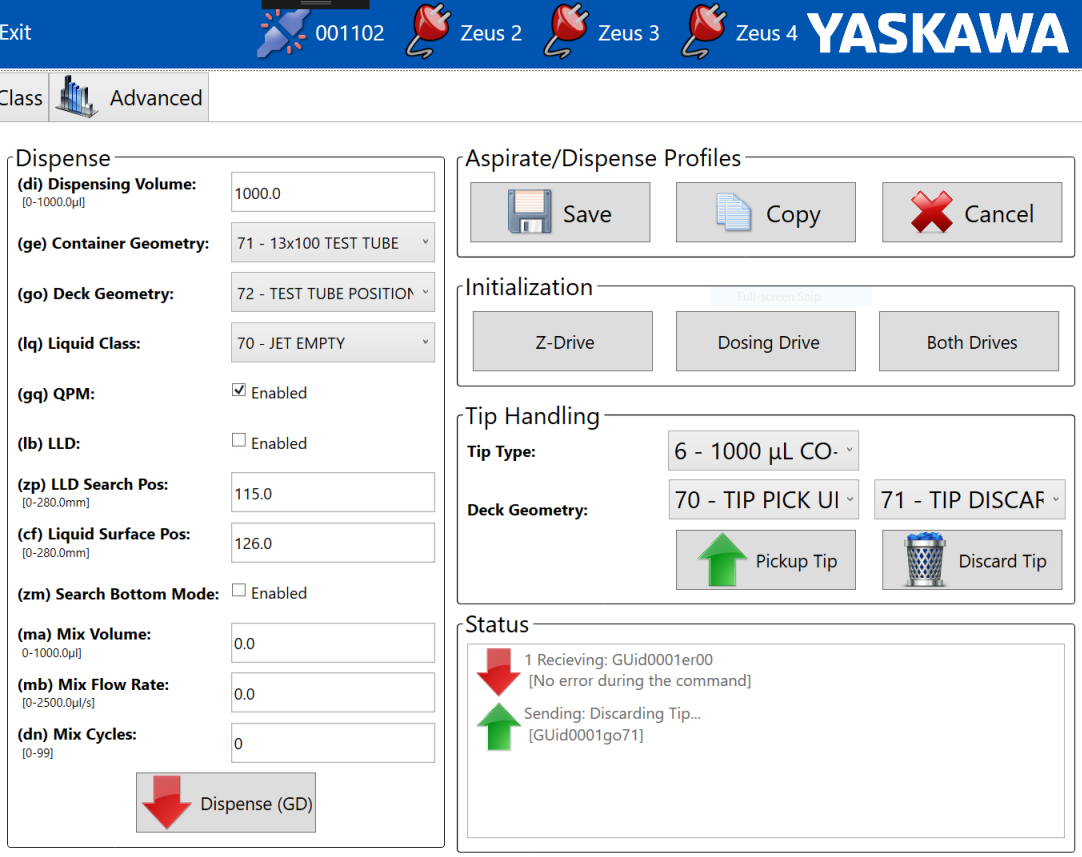 Exit
001102
Zeus 2
Zeus 3
Zeus 4
YASKAWA
Class
Advanced
Dispense
(di) Dispensing Volume:
[0-1000.0µl]
1000.0
(ge) Container Geometry:
71 - 13x100 TEST TUBE
(go) Deck Geometry:
72 - TEST TUBE POSITION
(lq) Liquid Class:
70 - JET EMPTY
(gq) QPM:
Enabled
(lb) LLD:
Enabled
(zp) LLD Search Pos:
[0-280.0mm]
115.0
(cf) Liquid Surface Pos:
[0-280.0mm]
126.0
(zm) Search Bottom Mode:
Enabled
(ma) Mix Volume:
0-1000.0µl]
0.0
(mb) Mix Flow Rate:
[0-2500.0µl/s]
0.0
(dn) Mix Cycles:
[0-99]
0
Dispense (GD)
Aspirate/Dispense Profiles
Save
Copy
Cancel
Initialization
Full-screen Snip
Z-Drive
Dosing Drive
Both Drives
Tip Handling
Tip Type:
6 - 1000 µL CO-
Deck Geometry:
70 - TIP PICK UI
71 - TIP DISCAR
Pickup Tip
Discard Tip
Status
1 Recieving: GUid0001er00
[No error during the command]
Sending: Discarding Tip...
[GUid0001go71]